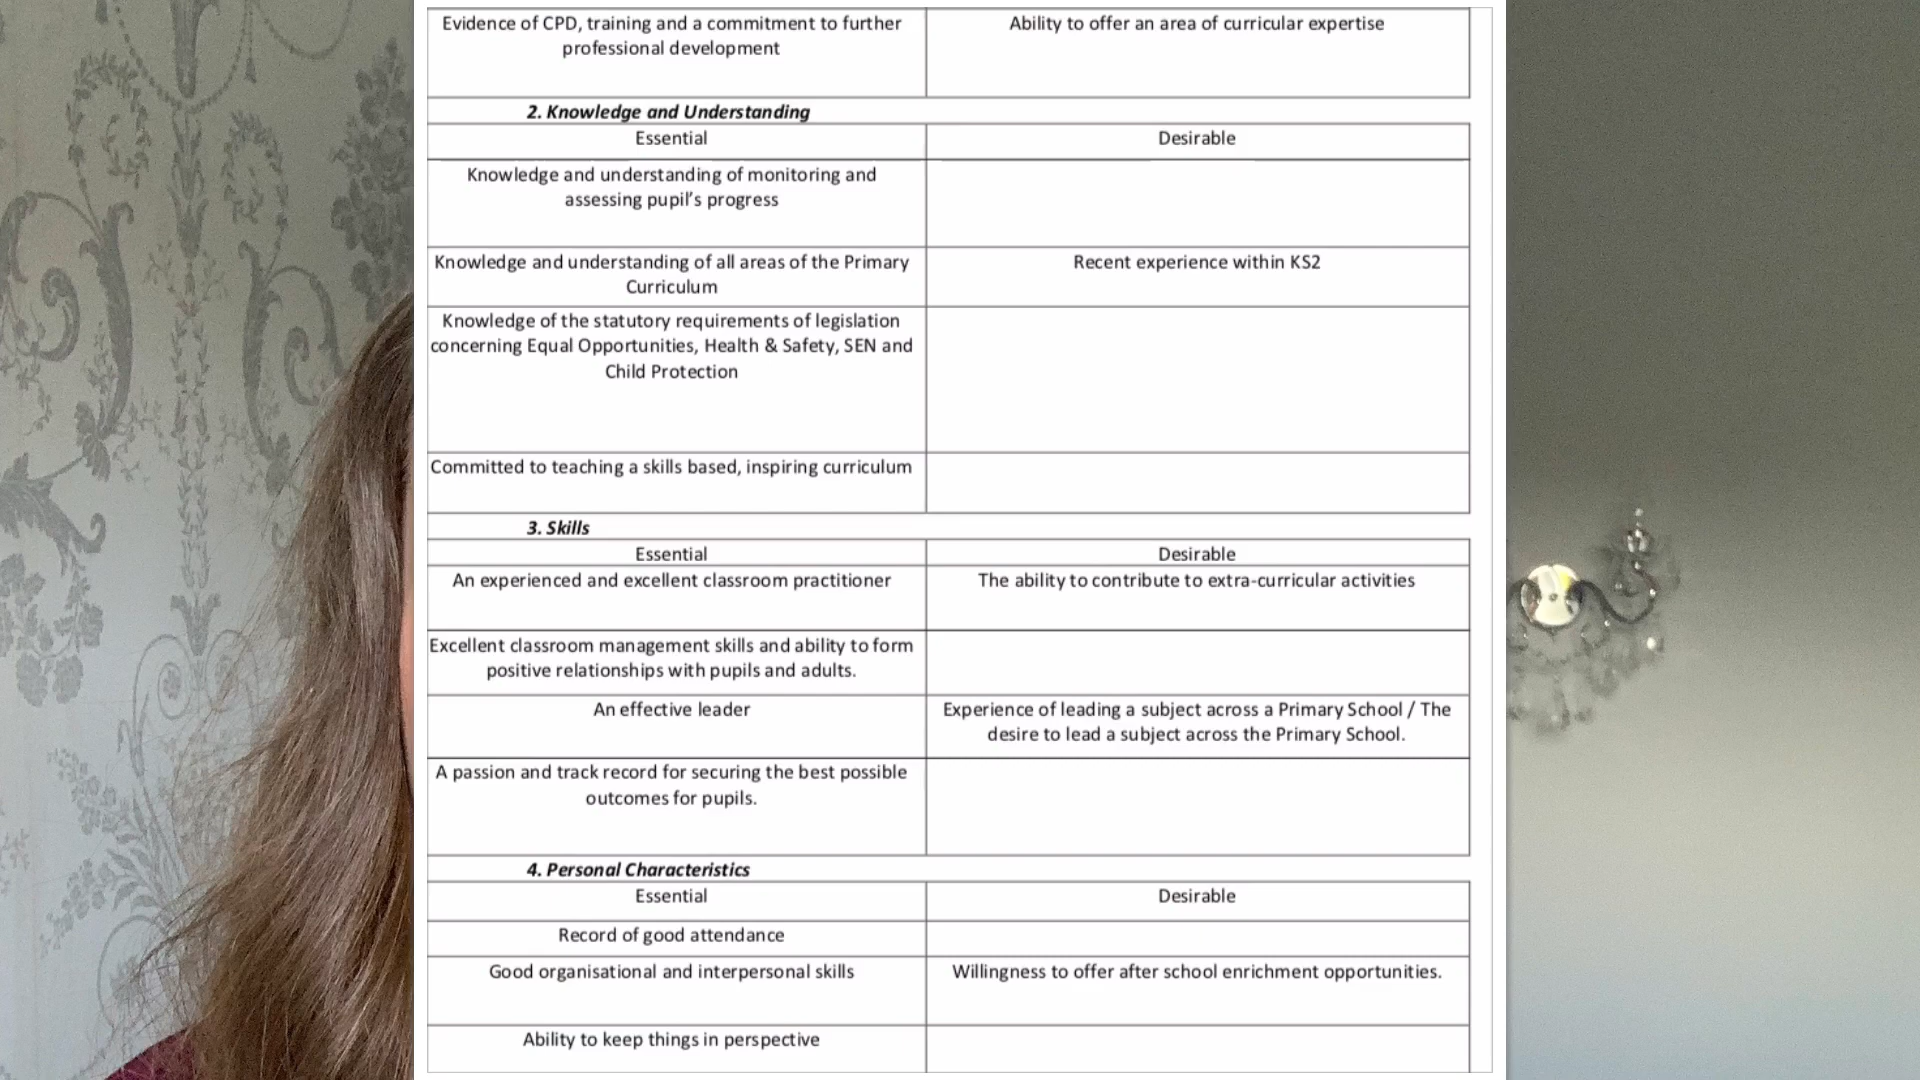 Evidence of CPD, training and a commitment to further
professional development
Ability to offer an area of curricular expertise
2. Knowledge and Understanding
Essential
Desirable
Knowledge and understanding of monitoring and
assessing pupil’s progress
Knowledge and understanding of all areas of the Primary
Curriculum
Recent experience within KS2
Knowledge of the statutory requirements of legislation
concerning Equal Opportunities, Health & Safety, SEN and
Child Protection
Committed to teaching a skills based, inspiring curriculum
3. Skills
Essential
Desirable
An experienced and excellent classroom practitioner
The ability to contribute to extra-curricular activities
Excellent classroom management skills and ability to form
positive relationships with pupils and adults.
An effective leader
Experience of leading a subject across a Primary School / The
desire to lead a subject across the Primary School.
A passion and track record for securing the best possible
outcomes for pupils.
4. Personal Characteristics
Essential
Desirable
Record of good attendance
Good organisational and interpersonal skills
Willingness to offer after school enrichment opportunities.
Ability to keep things in perspective